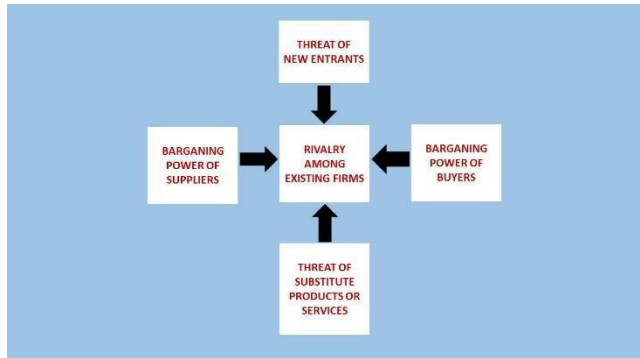 THREAT OF
NEW ENTRANTS
BARGANING
POWER OF
SUPPLIERS
RIVALRY
AMONG
EXISTING FIRMS
BARGANING
POWER OF
BUYERS
THREAT OF
SUBSTITUTE
PRODUCTS OR
SERVICES